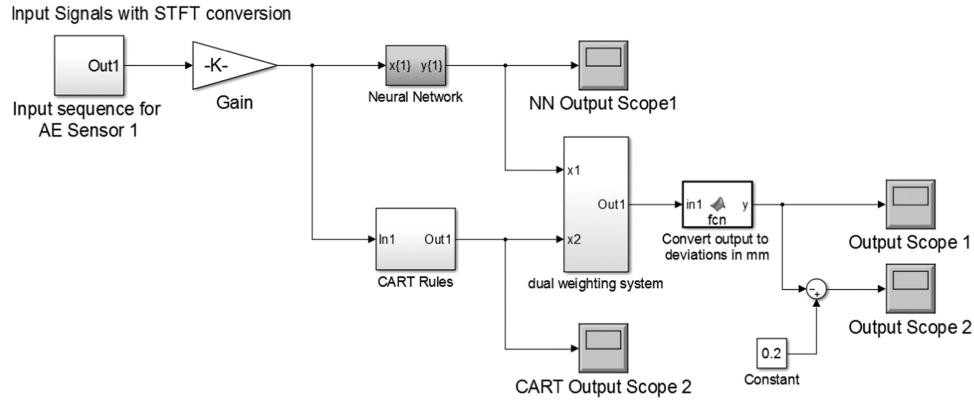 Input Signals with STFT conversion
Out1
Input sequence for
AE Sensor 1
-K-
Gain
x{1} y{1}
Neural Network
NN Output Scope1
In1 Out1
CART Rules
x1
x2
Out1
dual weighting system
CART Output Scope 2
in1 y
fcn
Convert output to
deviations in mm
Output Scope 1
-
+
Output Scope 2
0.2
Constant